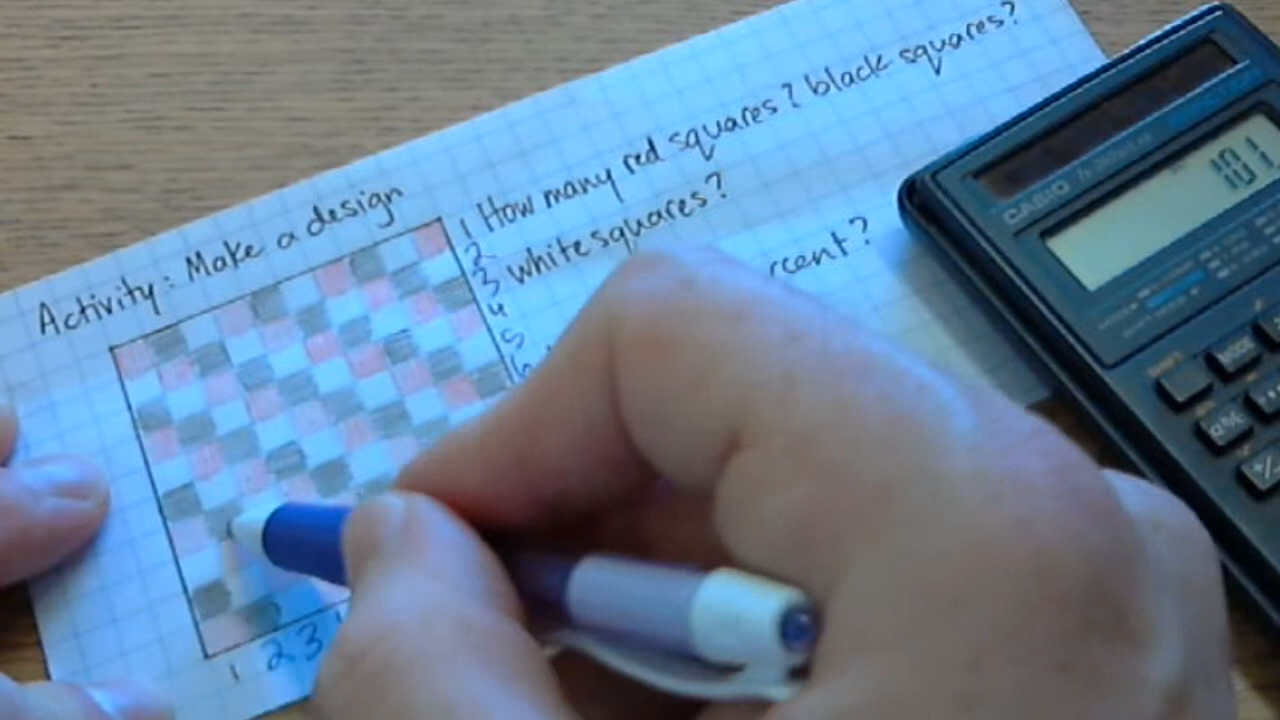 Activity: Make a design
1 How many red squares? black squares?
2
3 white squares?
4
5
6
1 2 3
CASIO
101